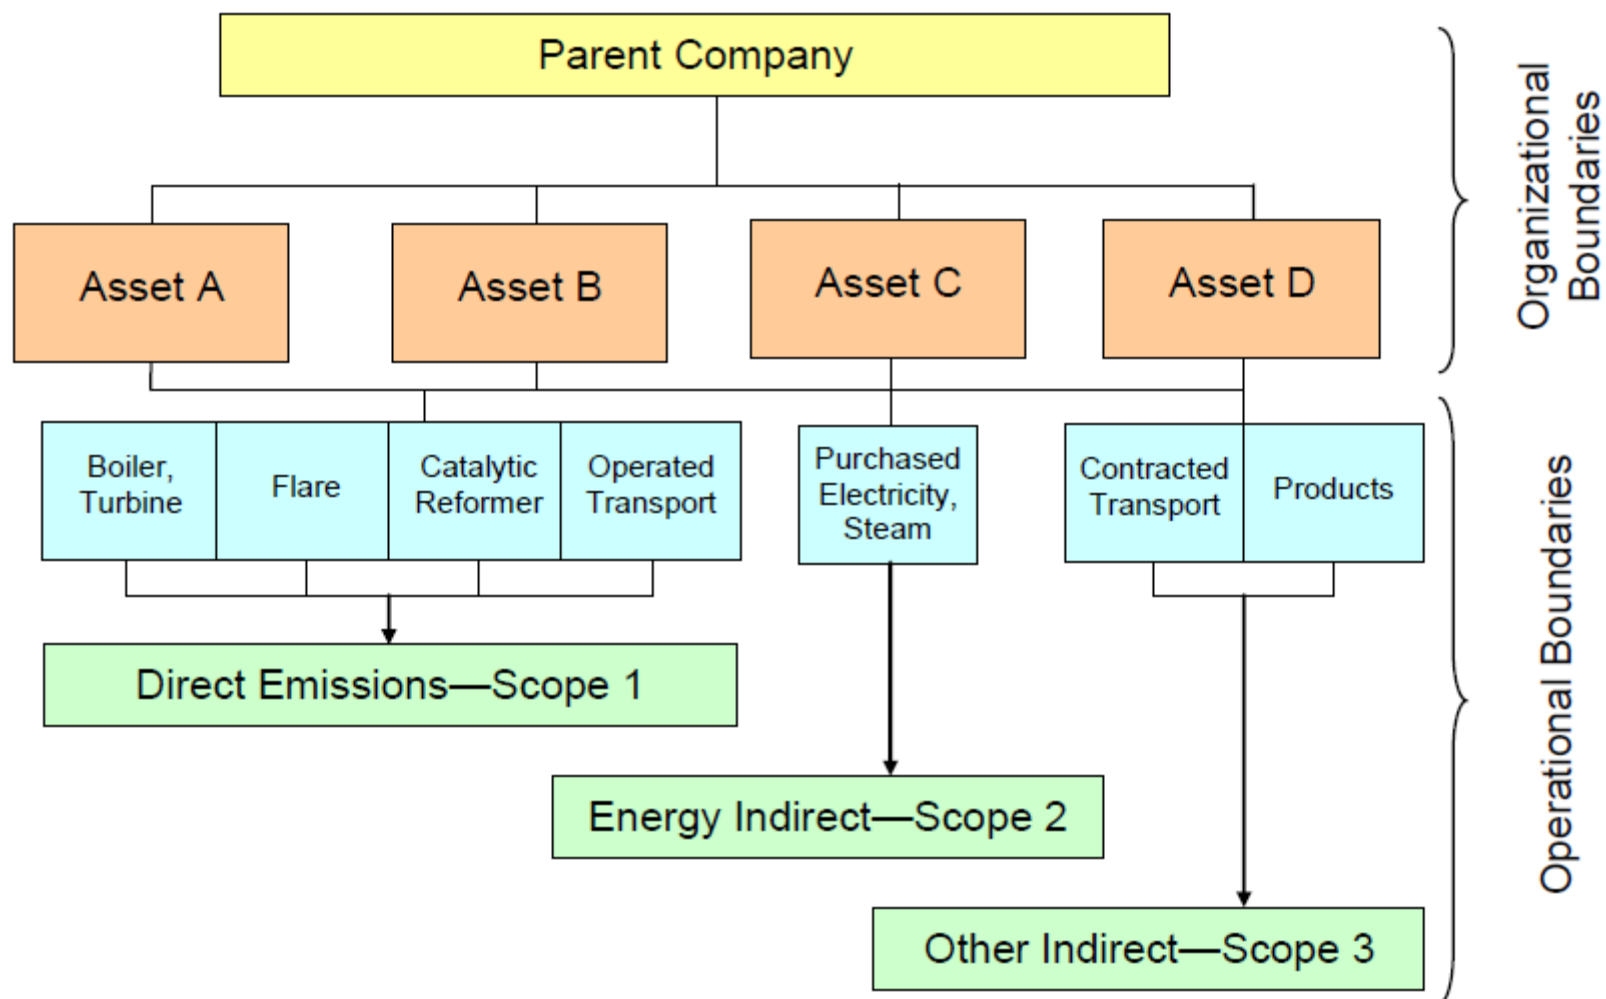 Parent Company
Organizational
Boundaries
Asset A
Asset B
Asset C
Asset D
Boiler,
Turbine
Flare
Catalytic
Reformer
Operated
Transport
Purchased
Electricity,
Steam
Contracted
Transport
Products
Operational Boundaries
Direct Emissions—Scope 1
Energy Indirect—Scope 2
Other Indirect—Scope 3